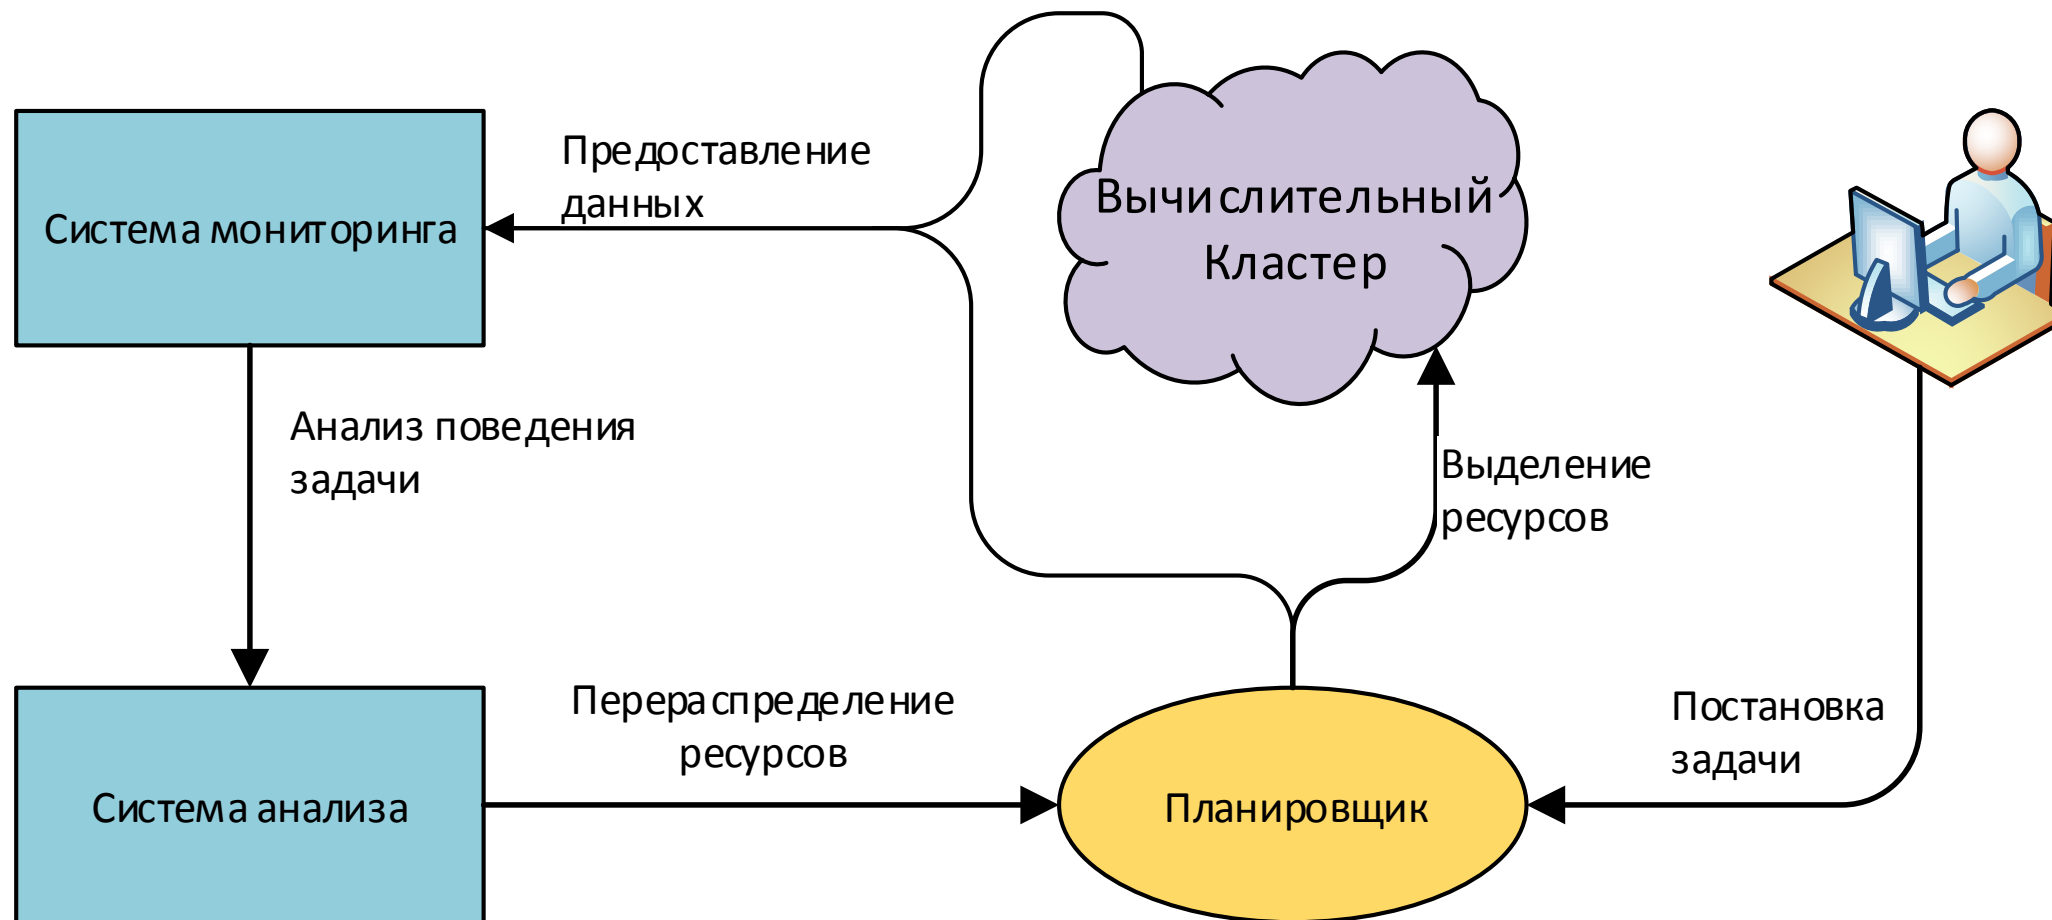 Предоставление
данных
Вычислительный
Кластер
Система мониторинга
Анализ поведения
задачи
Выделение
ресурсов
Перераспределение
ресурсов
Постановка
задачи
Система анализа
Планировщик